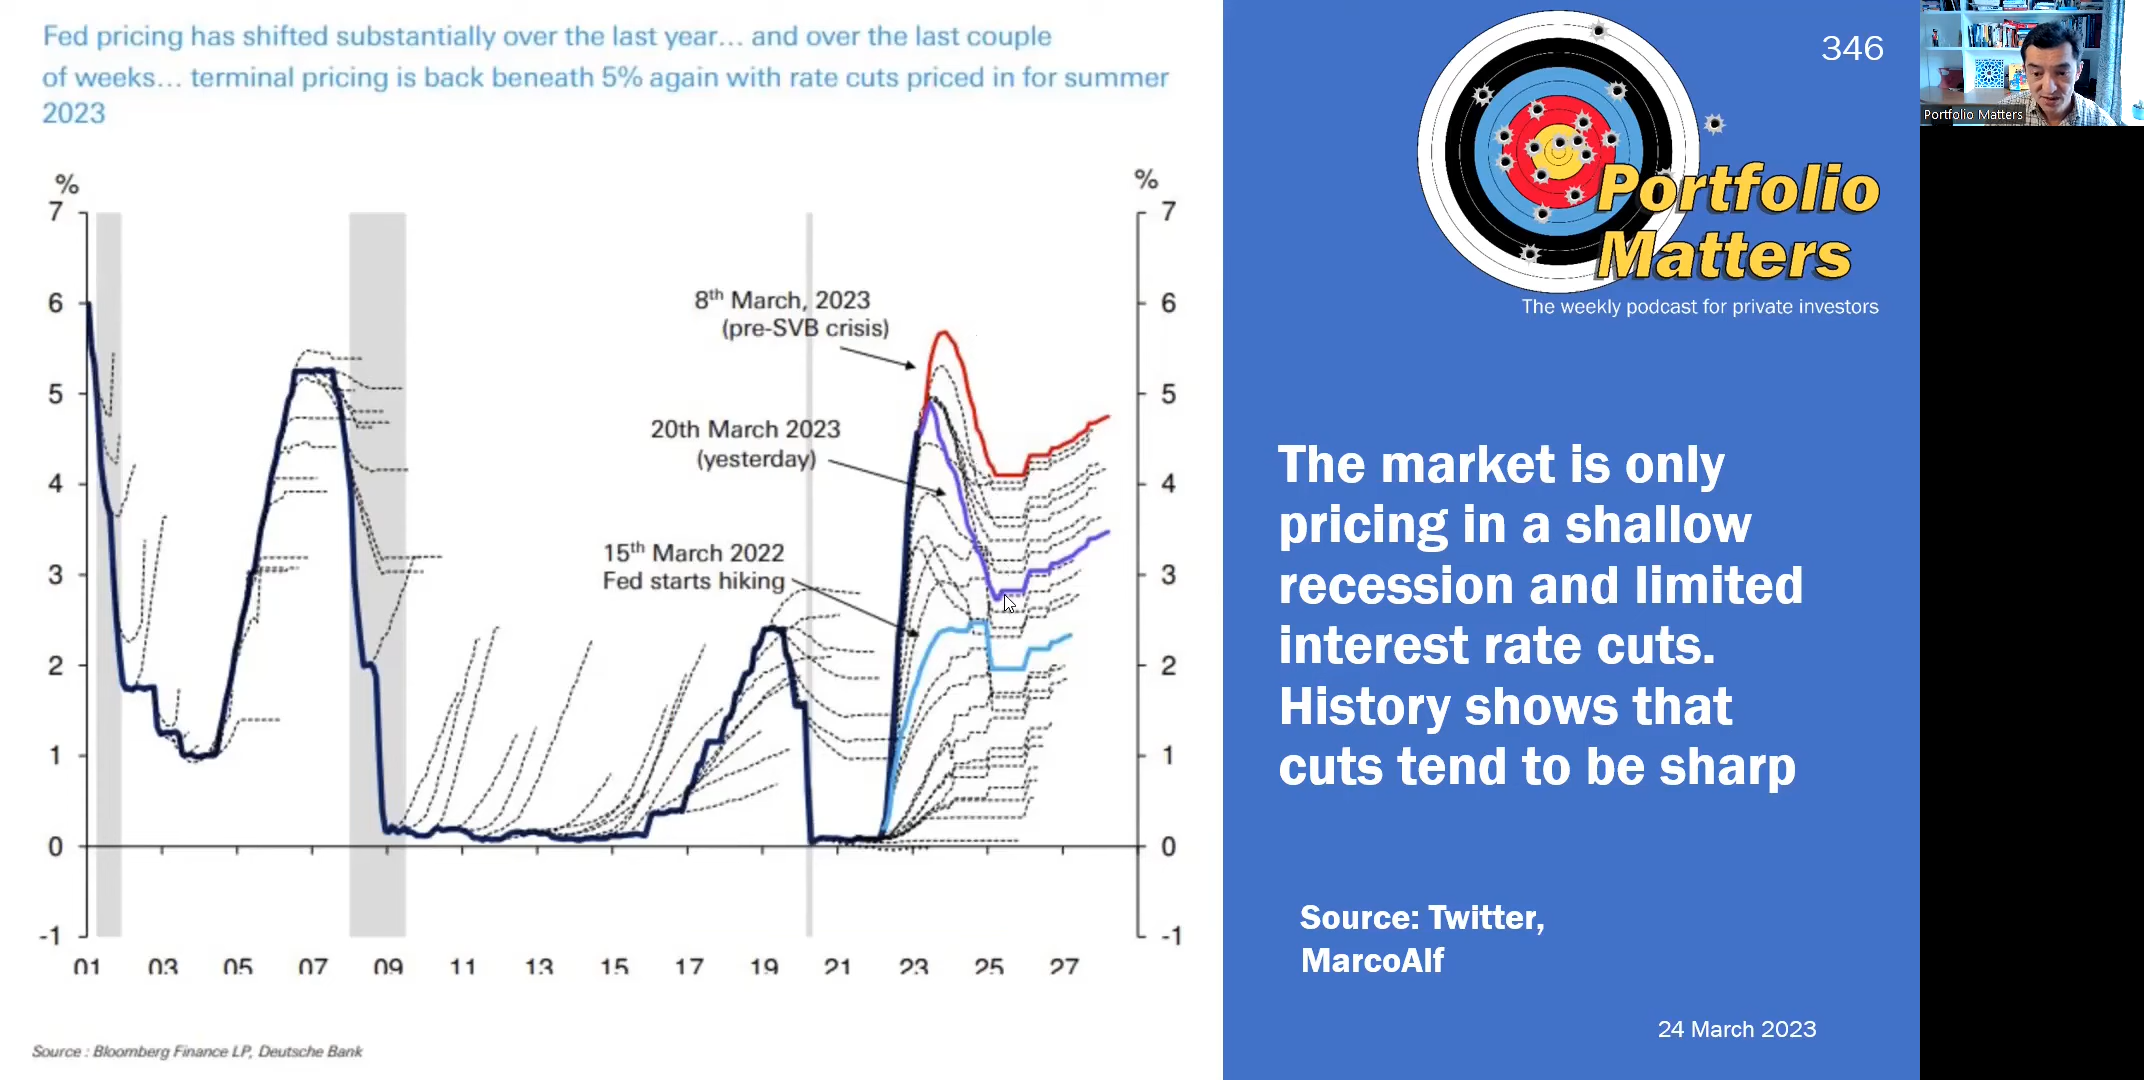 Fed pricing has shifted substantially over the last year... and over the last couple
of weeks... terminal pricing is back beneath 5% again with rate cuts priced in for summer
2023
% %
7 7
6 6
5 5
4 4
3 3
2 2
1 1
0 0
-1 -1
8th March, 2023
(pre-SVB crisis)
20th March 2023
(yesterday)
15th March 2022
Fed starts hiking
01 03 05 07 09 11 13 15 17 19 21 23 25 27
Source : Bloomberg Finance LP, Deutsche Bank
346
Portfolio
Matters
The weekly podcast for private investors
The market is only
pricing in a shallow
recession and limited
interest rate cuts.
History shows that
cuts tend to be sharp
Source: Twitter,
MarcoAlf
24 March 2023
Portfolio Matters